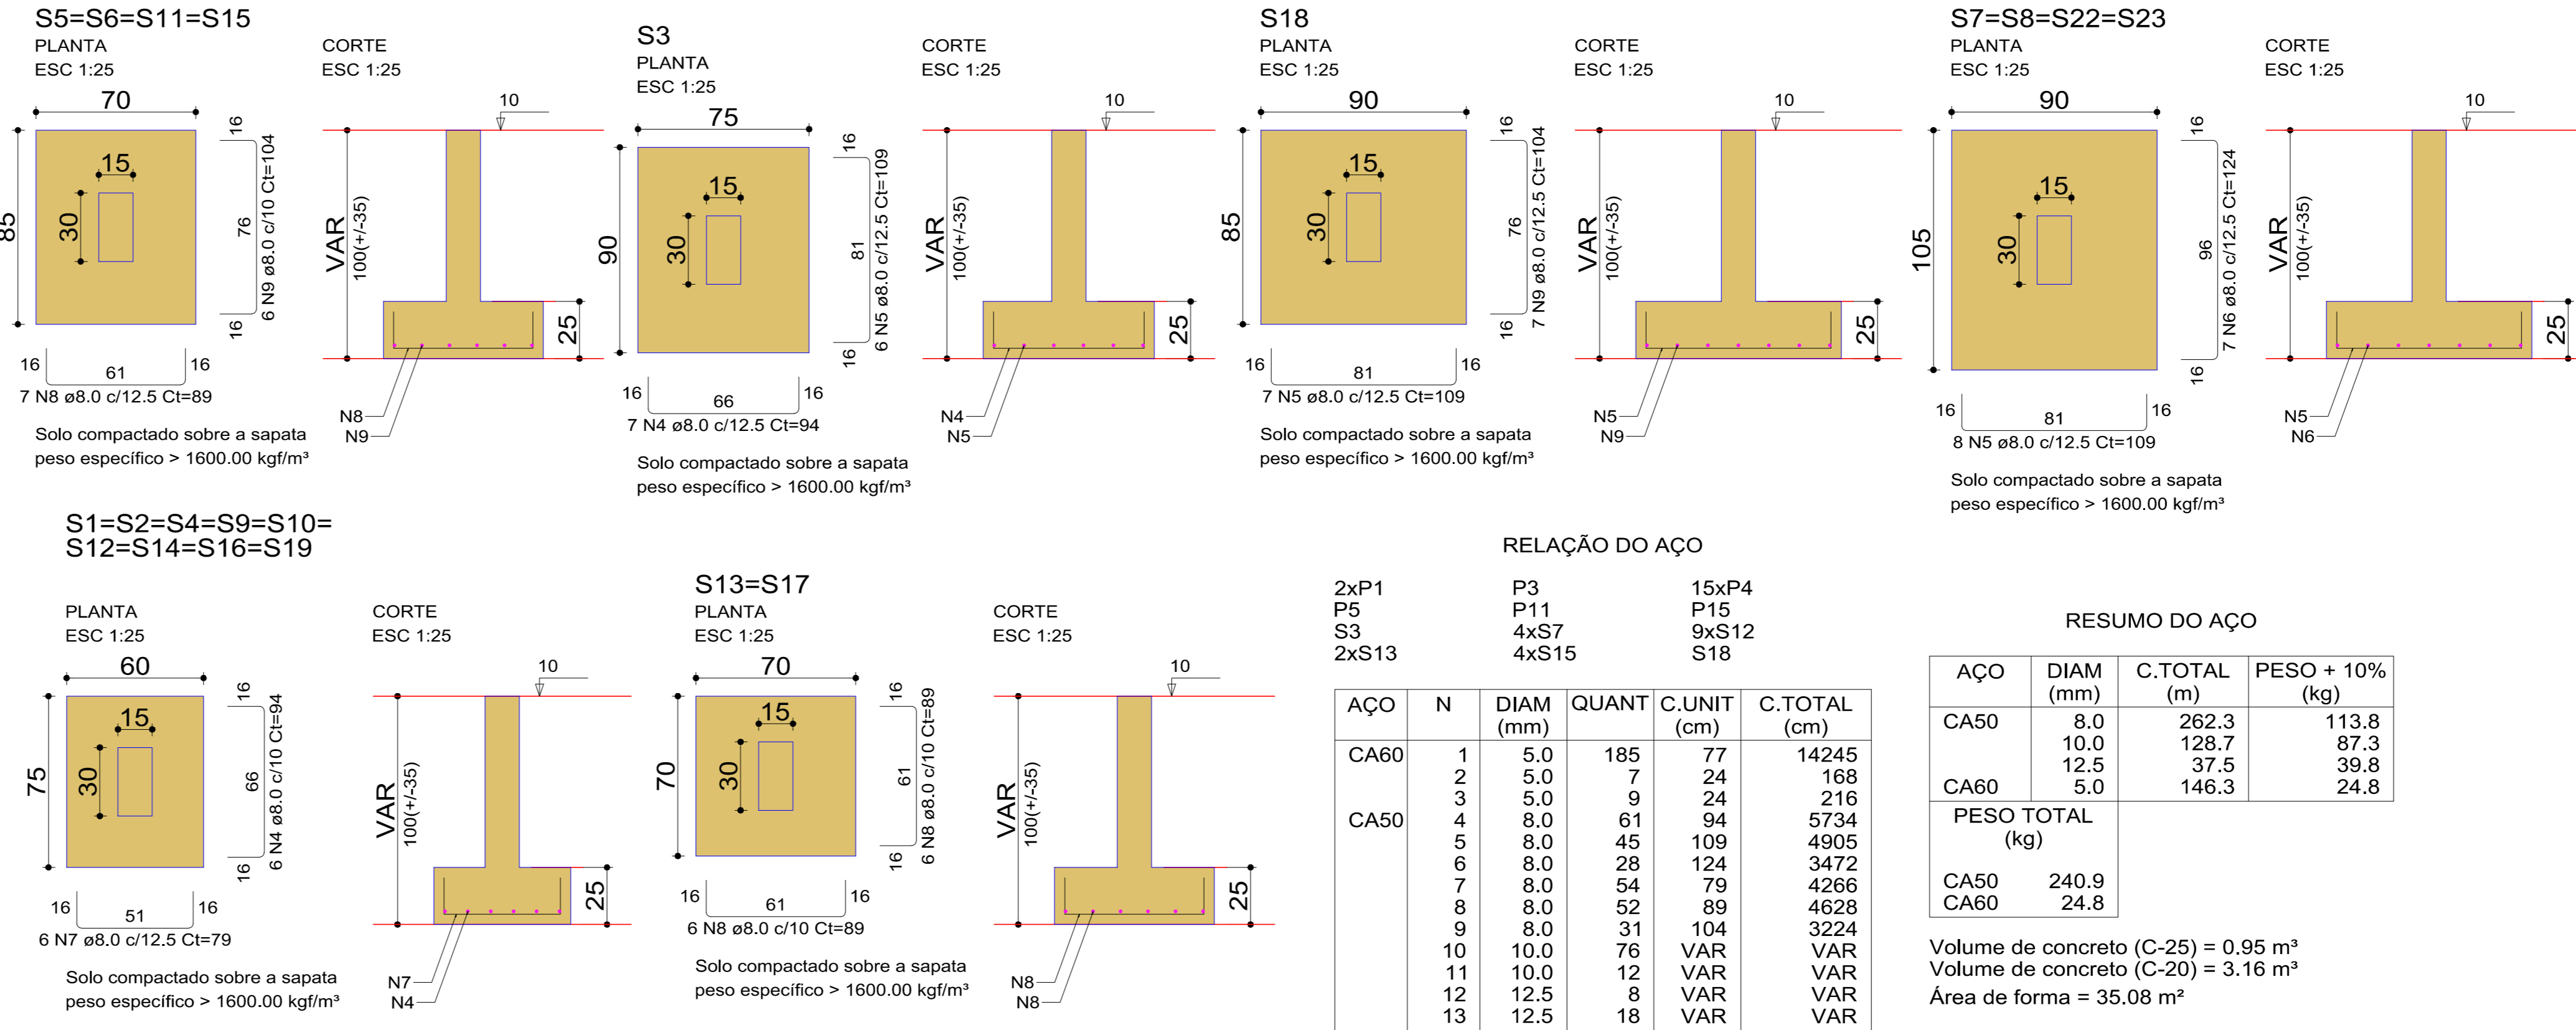 S5=S6=S11=S15
PLANTA
ESC 1:25
CORTE
ESC 1:25
70
85
15
30
16
76
16
6 N9 ø8.0 c/10 Ct=104
16
61
16
7 N8 ø8.0 c/12.5 Ct=89
Solo compactado sobre a sapata
peso específico > 1600.00 kgf/m³
10
VAR
100(+/-35)
25
N8
N9
S3
PLANTA
ESC 1:25
CORTE
ESC 1:25
75
90
15
30
16
81
16
6 N5 ø8.0 c/12.5 Ct=109
16
66
16
7 N4 ø8.0 c/12.5 Ct=94
Solo compactado sobre a sapata
peso específico > 1600.00 kgf/m³
10
VAR
100(+/-35)
25
N4
N5
S18
PLANTA
ESC 1:25
CORTE
ESC 1:25
90
85
15
30
16
76
16
7 N9 ø8.0 c/12.5 Ct=104
16
81
16
7 N5 ø8.0 c/12.5 Ct=109
Solo compactado sobre a sapata
peso específico > 1600.00 kgf/m³
10
VAR
100(+/-35)
25
N5
N9
S7=S8=S22=S23
PLANTA
ESC 1:25
CORTE
ESC 1:25
90
105
15
30
16
96
16
7 N6 ø8.0 c/12.5 Ct=124
16
81
16
8 N5 ø8.0 c/12.5 Ct=109
Solo compactado sobre a sapata
peso específico > 1600.00 kgf/m³
10
VAR
100(+/-35)
25
N5
N6
S1=S2=S4=S9=S10=
S12=S14=S16=S19
PLANTA
ESC 1:25
CORTE
ESC 1:25
60
75
15
30
16
66
16
6 N4 ø8.0 c/10 Ct=94
16
51
16
6 N7 ø8.0 c/12.5 Ct=79
Solo compactado sobre a sapata
peso específico > 1600.00 kgf/m³
10
VAR
100(+/-35)
25
N7
N4
S13=S17
PLANTA
ESC 1:25
CORTE
ESC 1:25
70
70
15
30
16
61
16
6 N8 ø8.0 c/10 Ct=89
16
61
16
6 N8 ø8.0 c/10 Ct=89
Solo compactado sobre a sapata
peso específico > 1600.00 kgf/m³
10
VAR
100(+/-35)
25
N8
N8
RELAÇÃO DO AÇO
2xP1 P3 15xP4
P5 P11 P15
S3 4xS7 9xS12
2xS13 4xS15 S18
AÇO N DIAM QUANT C.UNIT C.TOTAL
(mm) (cm) (cm)
CA60 1 5.0 185 77 14245
2 5.0 7 24 168
3 5.0 9 24 216
CA50 4 8.0 61 94 5734
5 8.0 45 109 4905
6 8.0 28 124 3472
7 8.0 54 79 4266
8 8.0 52 89 4628
9 8.0 31 104 3224
10 10.0 76 VAR VAR
11 10.0 12 VAR VAR
12 12.5 8 VAR VAR
13 12.5 18 VAR VAR
RESUMO DO AÇO
AÇO DIAM C.TOTAL PESO + 10%
(mm) (m) (kg)
CA50 8.0 262.3 113.8
10.0 128.7 87.3
12.5 37.5 39.8
CA60 5.0 146.3 24.8
PESO TOTAL
(kg)
CA50 240.9
CA60 24.8
Volume de concreto (C-25) = 0.95 m³
Volume de concreto (C-20) = 3.16 m³
Área de forma = 35.08 m²